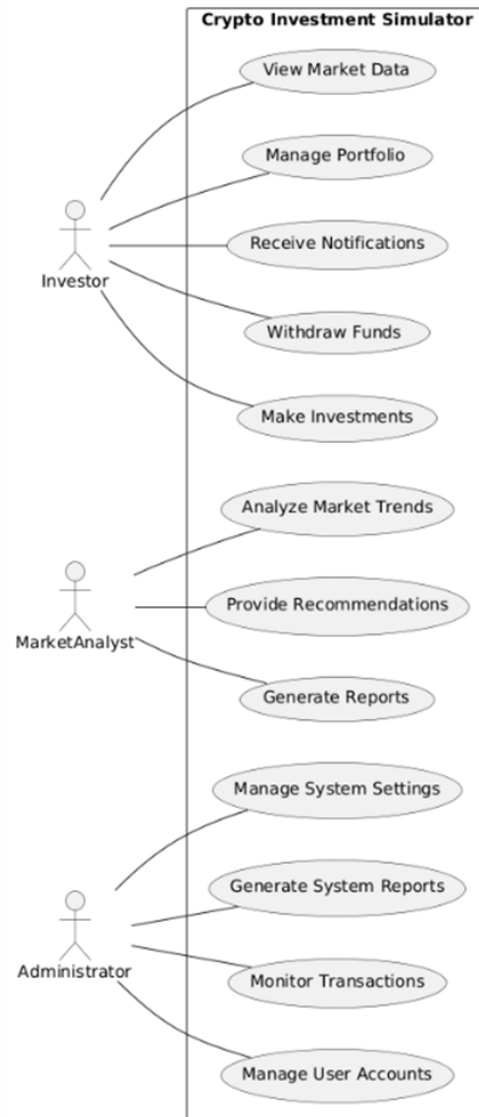 Crypto Investment Simulator
View Market Data
Manage Portfolio
Receive Notifications
Investor
Withdraw Funds
Make Investments
Analyze Market Trends
Provide Recommendations
MarketAnalyst
Generate Reports
Manage System Settings
Generate System Reports
Administrator
Monitor Transactions
Manage User Accounts